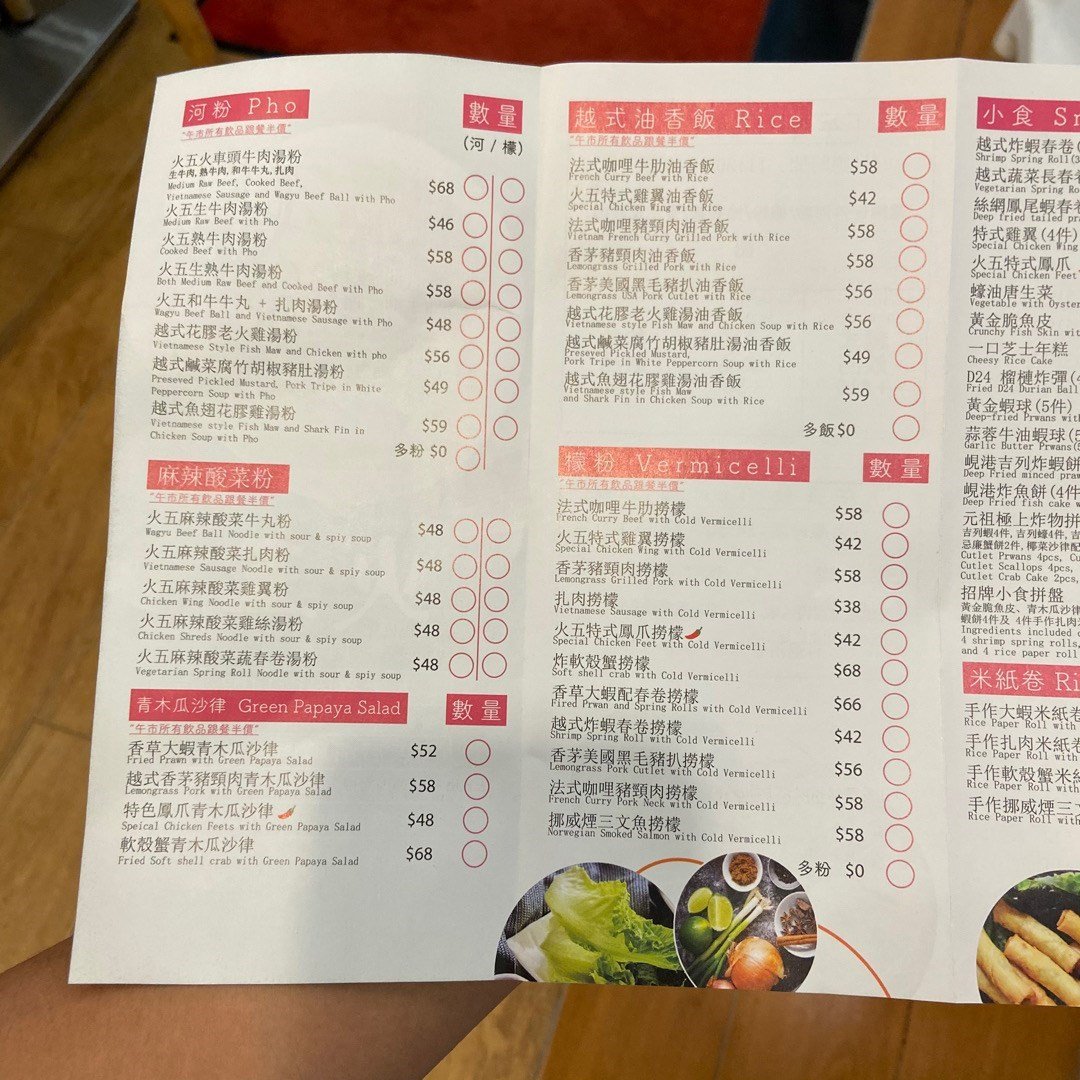 河粉 Pho
數量
"午市所有飲品跟餐半價"
(河 / 檬)
火五火車頭牛肉湯粉
生牛肉,熟牛肉,和牛牛丸,扎肉
Medium Raw Beef, Cooked Beef,
Vietnamese Sausage and Wagyu Beef Ball with Pho
$68
火五生牛肉湯粉
Medium Raw Beef with Pho
$46
火五熟牛肉湯粉
Cooked Beef with Pho
$58
火五生熟牛肉湯粉
Both Medium Raw Beef and Cooked Beef with Pho
$58
火五和牛牛丸 + 扎肉湯粉
Wagyu Beef Ball and Vietnamese Sausage with Pho
$48
越式花膠老火雞湯粉
Vietnamese Style Fish Maw and Chicken with pho
$56
越式鹹菜腐竹胡椒豬肚湯粉
Preseved Pickled Mustard, Pork Tripe in White
Peppercorn Soup with Pho
$49
越式魚翅花膠雞湯粉
Vietnamese style Fish Maw and Shark Fin in
Chicken Soup with Pho
$59
多粉 $0
麻辣酸菜粉
"午市所有飲品跟餐半價"
火五麻辣酸菜牛丸粉
Wagyu Beef Ball Noodle with sour & spiy soup
$48
火五麻辣酸菜扎肉粉
Vietnamese Sausage Noodle with sour & spiy soup
$48
火五麻辣酸菜雞翼粉
Chicken Wing Noodle with sour & spiy soup
$48
火五麻辣酸菜雞絲湯粉
Chicken Shreds Noodle with sour & spiy soup
$48
火五麻辣酸菜蔬春卷湯粉
Vegetarian Spring Roll Noodle with sour & spiy soup
$48
青木瓜沙律 Green Papaya Salad
數量
"午市所有飲品跟餐半價"
香草大蝦青木瓜沙律
Fried Prawn with Green Papaya Salad
$52
越式香茅豬頸肉青木瓜沙律
Lemongrass Pork with Green Papaya Salad
$58
特色鳳爪青木瓜沙律
Speical Chicken Feets with Green Papaya Salad
$48
軟殼蟹青木瓜沙律
Fried Soft shell crab with Green Papaya Salad
$68
越式油香飯 Rice
數量
"午市所有飲品跟餐半價"
法式咖哩牛肋油香飯
French Curry Beef with Rice
$58
火五特式雞翼油香飯
Special Chicken Wing with Rice
$42
法式咖哩豬頸肉油香飯
Vietnam French Curry Grilled Pork with Rice
$58
香茅豬頸肉油香飯
Lemongrass Grilled Pork with Rice
$58
香茅美國黑毛豬扒油香飯
Lemongrass USA Pork Cutlet with Rice
$56
越式花膠老火雞湯油香飯
Vietnamese style Fish Maw and Chicken Soup with Rice
$56
越式鹹菜腐竹胡椒豬肚湯油香飯
Preseved Pickled Mustard,
Pork Tripe in White Peppercorn Soup with Rice
$49
越式魚翅花膠雞湯油香飯
Vietnamese style Fish Maw
and Shark Fin in Chicken Soup with Rice
$59
多飯$0
檬粉 Vermicelli
數量
"午市所有飲品跟餐半價"
法式咖哩牛肋撈檬
French Curry Beef with Cold Vermicelli
$58
火五特式雞翼撈檬
Special Chicken Wing with Cold Vermicelli
$42
香茅豬頸肉撈檬
Lemongrass Grilled Pork with Cold Vermicelli
$58
扎肉撈檬
Vietnamese Sausage with Cold Vermicelli
$38
火五特式鳳爪撈檬
Special Chicken Feet with Cold Vermicelli
$42
炸軟殼蟹撈檬
Soft shell crab with Cold Vermicelli
$68
香草大蝦配春卷撈檬
Fired Prwan and Spring Rolls with Cold Vermicelli
$66
越式炸蝦春卷撈檬
Shrimp Spring Roll with Cold Vermicelli
$42
香茅美國黑毛豬扒撈檬
Lemongrass Pork Cutlet with Cold Vermicelli
$56
法式咖哩豬頸肉撈檬
French Curry Pork Neck with Cold Vermicelli
$58
挪威煙三文魚撈檬
Norwegian Smoked Salmon with Cold Vermicelli
$58
多粉 $0
小食
越式炸蝦春卷(
Shrimp Spring Roll(3
越式蔬菜長春卷
Vegetarian Spring Ro
絲網鳳尾蝦春卷
Deep fried tailed pr
特式雞翼(4件)
Special Chicken Wing
火五特式鳳爪
Special Chicken Feet
蠔油唐生菜
Vegetable with Oyster
黃金脆魚皮
Crunchy Fish Skin wit
一口芝士年糕
Cheesy Rice Cake
D24 榴槤炸彈(4
Fried D24 Durian Ball
黃金蝦球(5件)
Deep-fried Prwans wit
蒜蓉牛油蝦球(5
Garlic Butter Prwans(5
峴港吉列炸蝦餅
Deep Fried minced praw
峴港炸魚餅(4件
Deep Fried fish cake w
元祖極上炸物拼
吉列蝦4件,吉列蠔4件,吉
忌廉蟹餅2件,椰菜沙律配
Cutlet Prwans 4pcs, Cu
Cutlet Scallops 4pcs,
Cutlet Crab Cake 2pcs,
招牌小食拼盤
黃金脆魚皮、青木瓜沙律
蝦餅4件及 4件手作扎肉
Ingredients included
4 shrimp spring rolls,
and 4 rice paper roll
米紙卷 Ri
手作大蝦米紙卷
Rice Paper Roll with
手作扎肉米紙卷
Rice Paper Roll with
手作軟殼蟹米紙
Rice Paper Roll with
手作挪威煙三文
Rice Paper Roll with